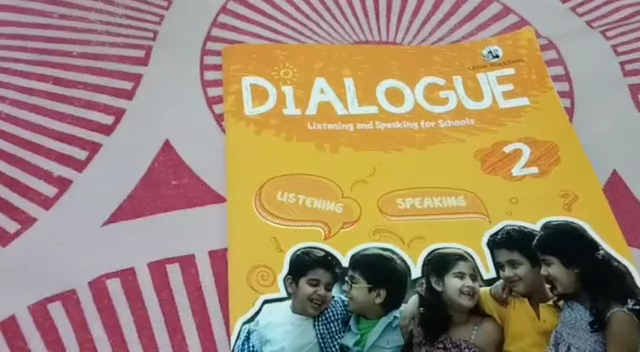 DiALOGUE
Listening and Speaking for Schools
2
LISTENING
SPEAKING